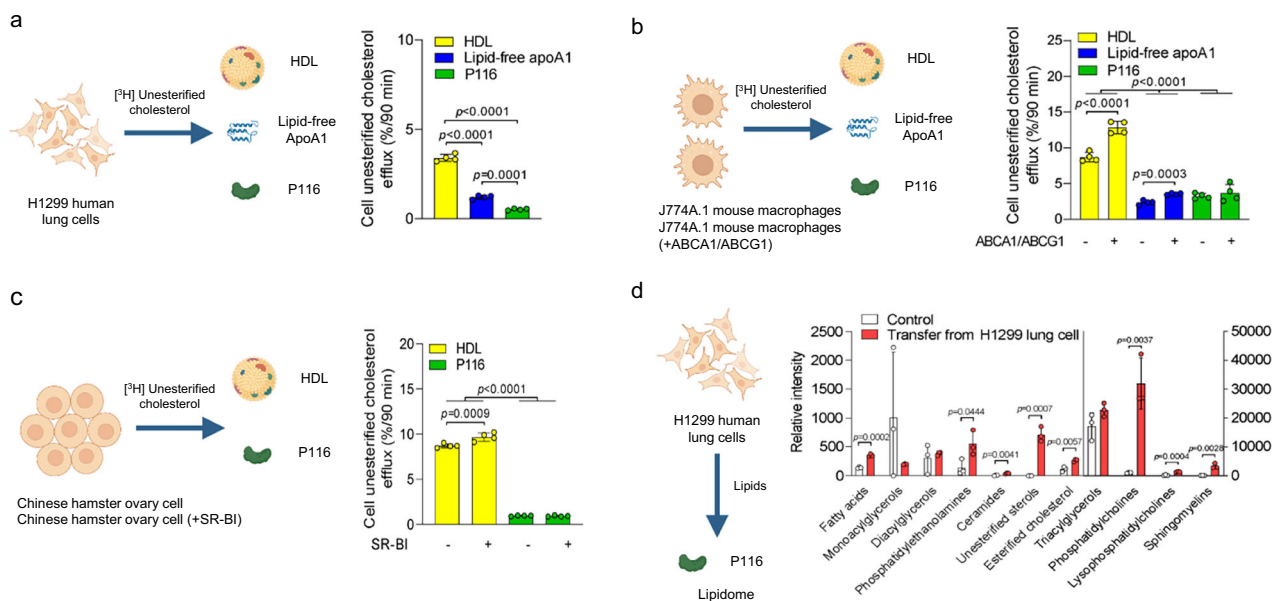 a
H1299 human
lung cells
[³H] Unesterified
cholesterol
HDL
Lipid-free
ApoA1
P116
Cell unesterified cholesterol
efflux (%/90 min)
10
5
0
HDL
Lipid-free apoA1
P116
p<0.0001
p<0.0001
p=0.0001
b
J774A.1 mouse macrophages
J774A.1 mouse macrophages
(+ABCA1/ABCG1)
[³H] Unesterified
cholesterol
HDL
Lipid-free
ApoA1
P116
Cell unesterified cholesterol
efflux (%/90 min)
25
20
15
10
5
0
HDL
Lipid-free apoA1
P116
p<0.0001
p<0.0001
p=0.0003
ABCA1/ABCG1 - + - + - +
c
Chinese hamster ovary cell
Chinese hamster ovary cell (+SR-BI)
[³H] Unesterified
cholesterol
HDL
P116
Cell unesterified cholesterol
efflux (%/90 min)
20
15
10
5
0
HDL
P116
p<0.0001
p=0.0009
SR-BI - + - +
d
H1299 human
lung cells
Lipids
P116
Lipidome
Control
Transfer from H1299 lung cell
Relative intensity
2500
2000
1500
1000
500
0
50000
40000
30000
20000
10000
0
p=0.0002
p=0.0444
p=0.0041
p=0.0007
p=0.0057
p=0.0037
p=0.0004
p=0.0028
Fatty acids
Monoacylglycerols
Diacylglycerols
Phosphatidylethanolamines
Ceramides
Unesterified sterols
Esterified cholesterol
Triacylglycerols
Phosphatidylcholines
Lysophosphatidylcholines
Sphingomyelins